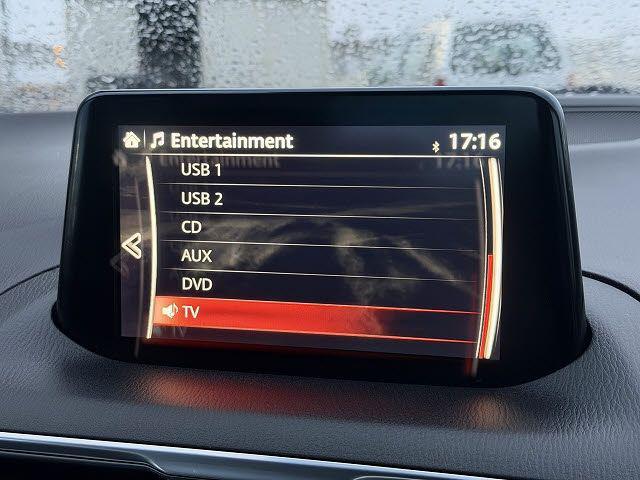 Entertainment 17:16
USB 1
USB 2
CD
AUX
DVD
TV